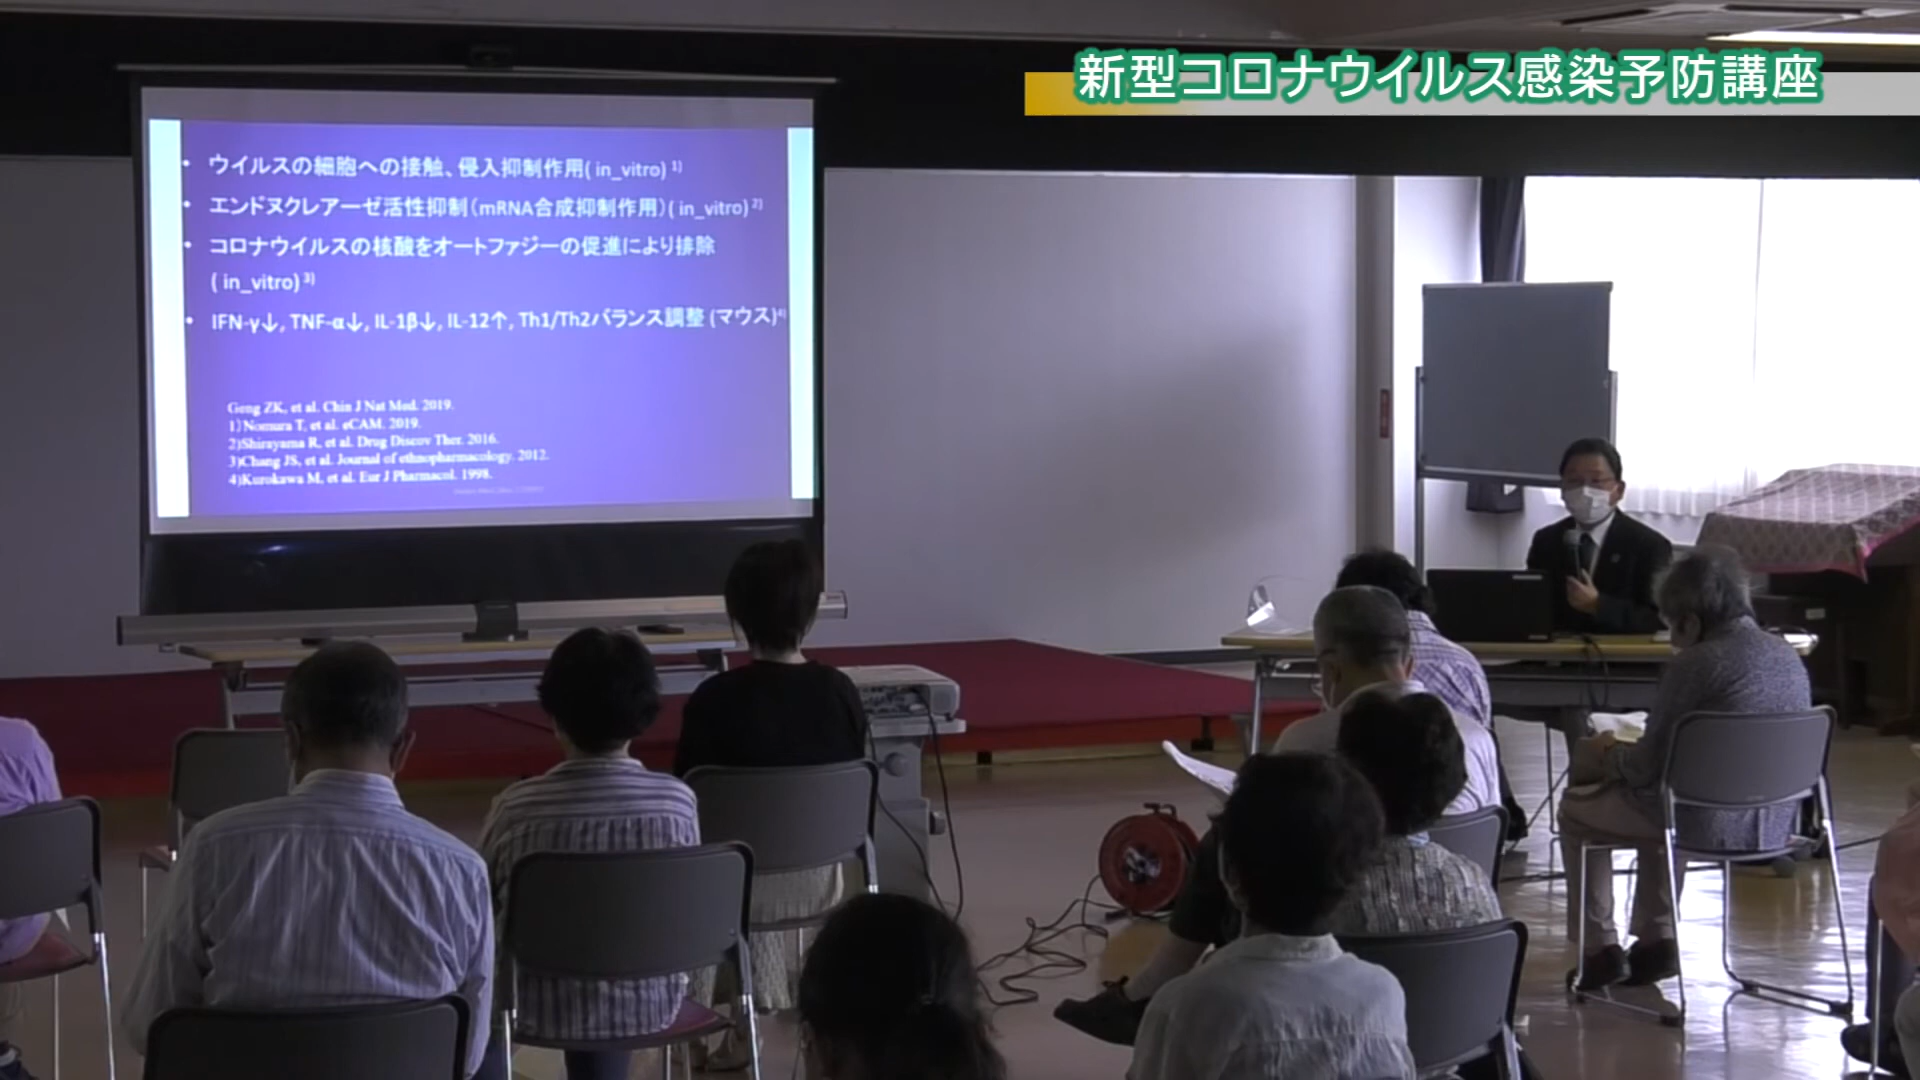 新型コロナウイルス感染予防講座
• ウイルスの細胞への接触、侵入抑制作用( in_vitro) 1)
• エンドヌクレアーゼ活性抑制(mRNA合成抑制作用)( in_vitro) 2)
• コロナウイルスの核酸をオートファジーの促進により排除
( in_vitro) 3)
• IFN-γ↓, TNF-α↓, IL-1β↓, IL-12↑, Th1/Th2バランス調整 (マウス)4)
Geng ZK, et al. Chin J Nat Med. 2019.
1)Nomura T, et al. eCAM. 2019.
2)Shirayama R, et al. Drug Discov Ther. 2016.
3)Chang JS, et al. Journal of ethnopharmacology. 2012.
4)Kurokawa M, et al. Eur J Pharmacol. 1998.